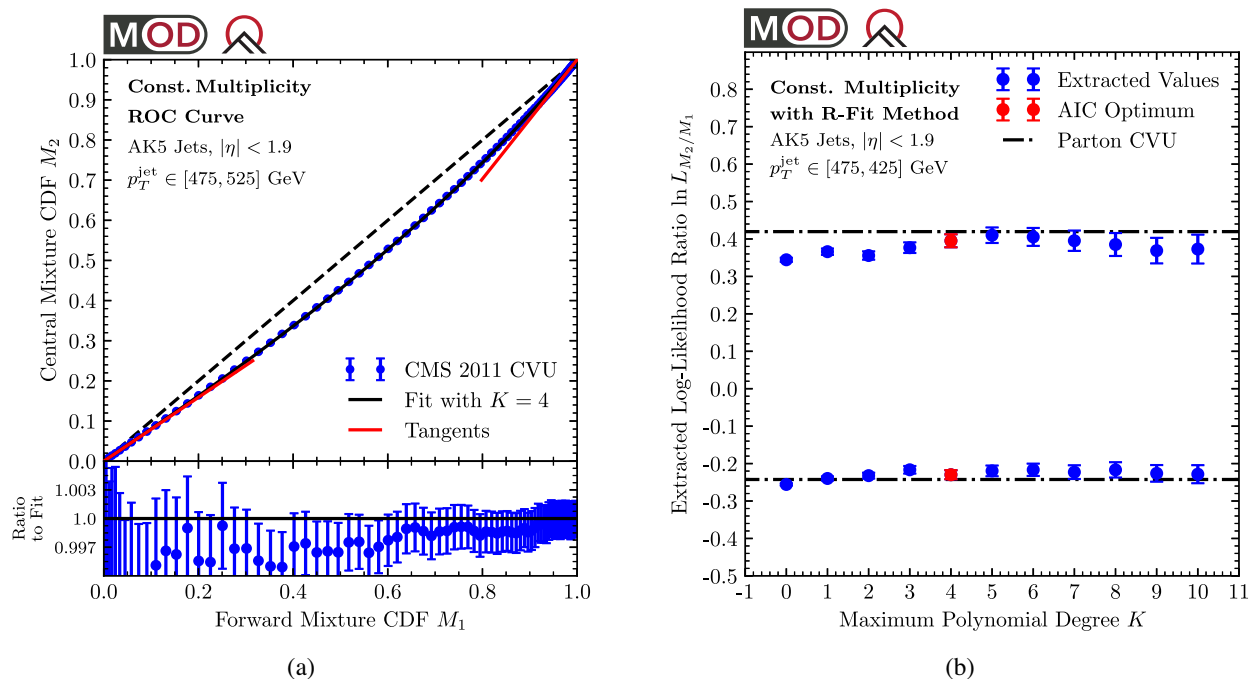 MOD
Const. Multiplicity
ROC Curve
AK5 Jets, |η| < 1.9
p_T^jet ∈ [475, 525] GeV
CMS 2011 CVU
Fit with K = 4
Tangents
Central Mixture CDF M₂
1.0
0.9
0.8
0.7
0.6
0.5
0.4
0.3
0.2
0.1
0.0
Ratio
to Fit
1.003
1.0
0.997
0.0 0.2 0.4 0.6 0.8 1.0
Forward Mixture CDF M₁
(a)
MOD
Const. Multiplicity
with R-Fit Method
AK5 Jets, |η| < 1.9
p_T^jet ∈ [475, 425] GeV
Extracted Values
AIC Optimum
Parton CVU
Extracted Log-Likelihood Ratio ln L_{M₂/M₁}
0.8
0.7
0.6
0.5
0.4
0.3
0.2
0.1
0.0
-0.1
-0.2
-0.3
-0.4
-0.5
-1 0 1 2 3 4 5 6 7 8 9 10 11
Maximum Polynomial Degree K
(b)